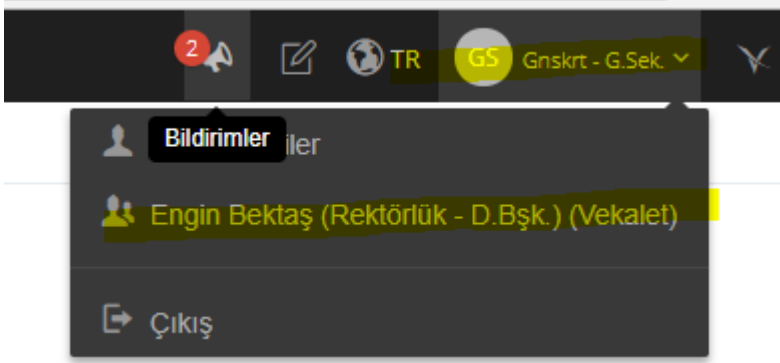 2
TR
GS Gnskrt - G.Sek.
Bildirimler
iler
Engin Bektaş (Rektörlük - D.Bşk.) (Vekalet)
Çıkış